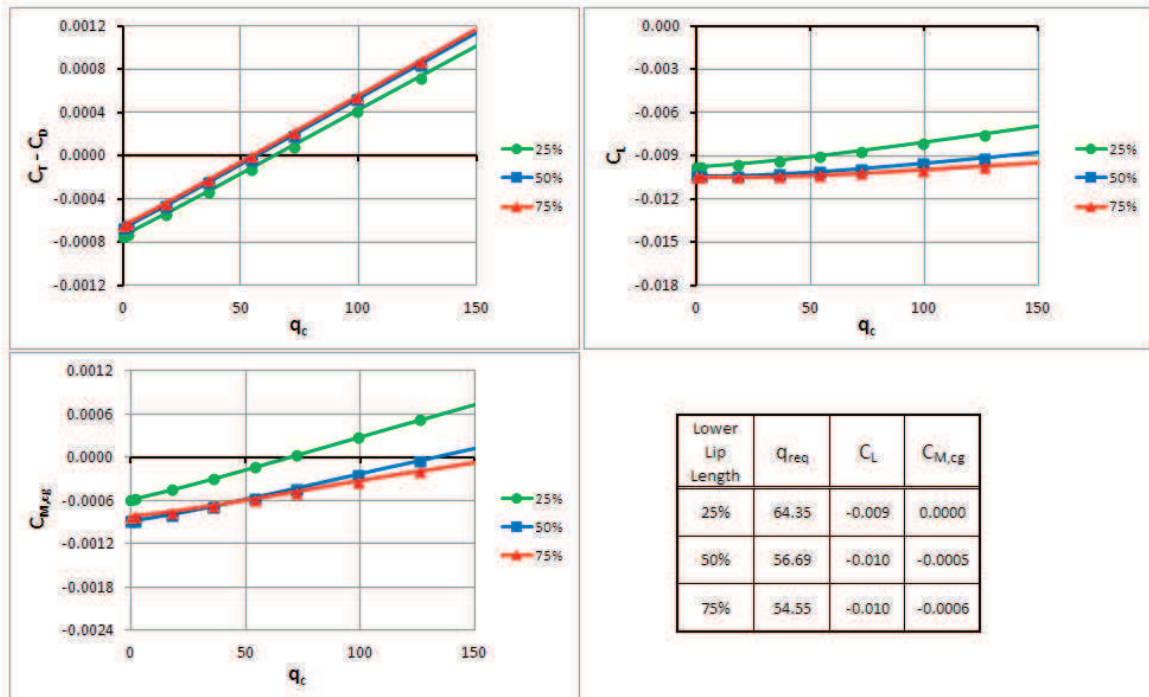 0.0012
0.0008
0.0004
0.0000
-0.0004
-0.0008
-0.0012
C_T - C_D
0 50 100 150
q_c
25%
50%
75%
0.000
-0.003
-0.006
-0.009
-0.012
-0.015
-0.018
C_L
0 50 100 150
q_c
25%
50%
75%
0.0012
0.0006
0.0000
-0.0006
-0.0012
-0.0018
-0.0024
C_M,cg
0 50 100 150
q_c
25%
50%
75%
Lower
Lip
Length
q_req C_L C_M,cg
25% 64.35 -0.009 0.0000
50% 56.69 -0.010 -0.0005
75% 54.55 -0.010 -0.0006